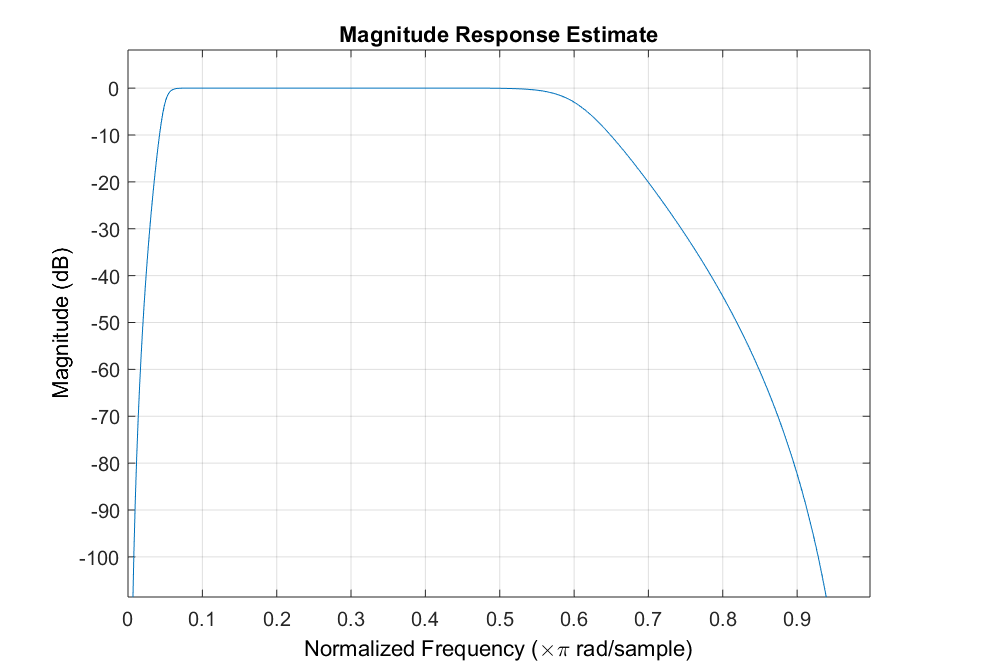 Magnitude Response Estimate
0
-10
-20
-30
-40
-50
-60
-70
-80
-90
-100
Magnitude (dB)
0 0.1 0.2 0.3 0.4 0.5 0.6 0.7 0.8 0.9
Normalized Frequency (×π rad/sample)